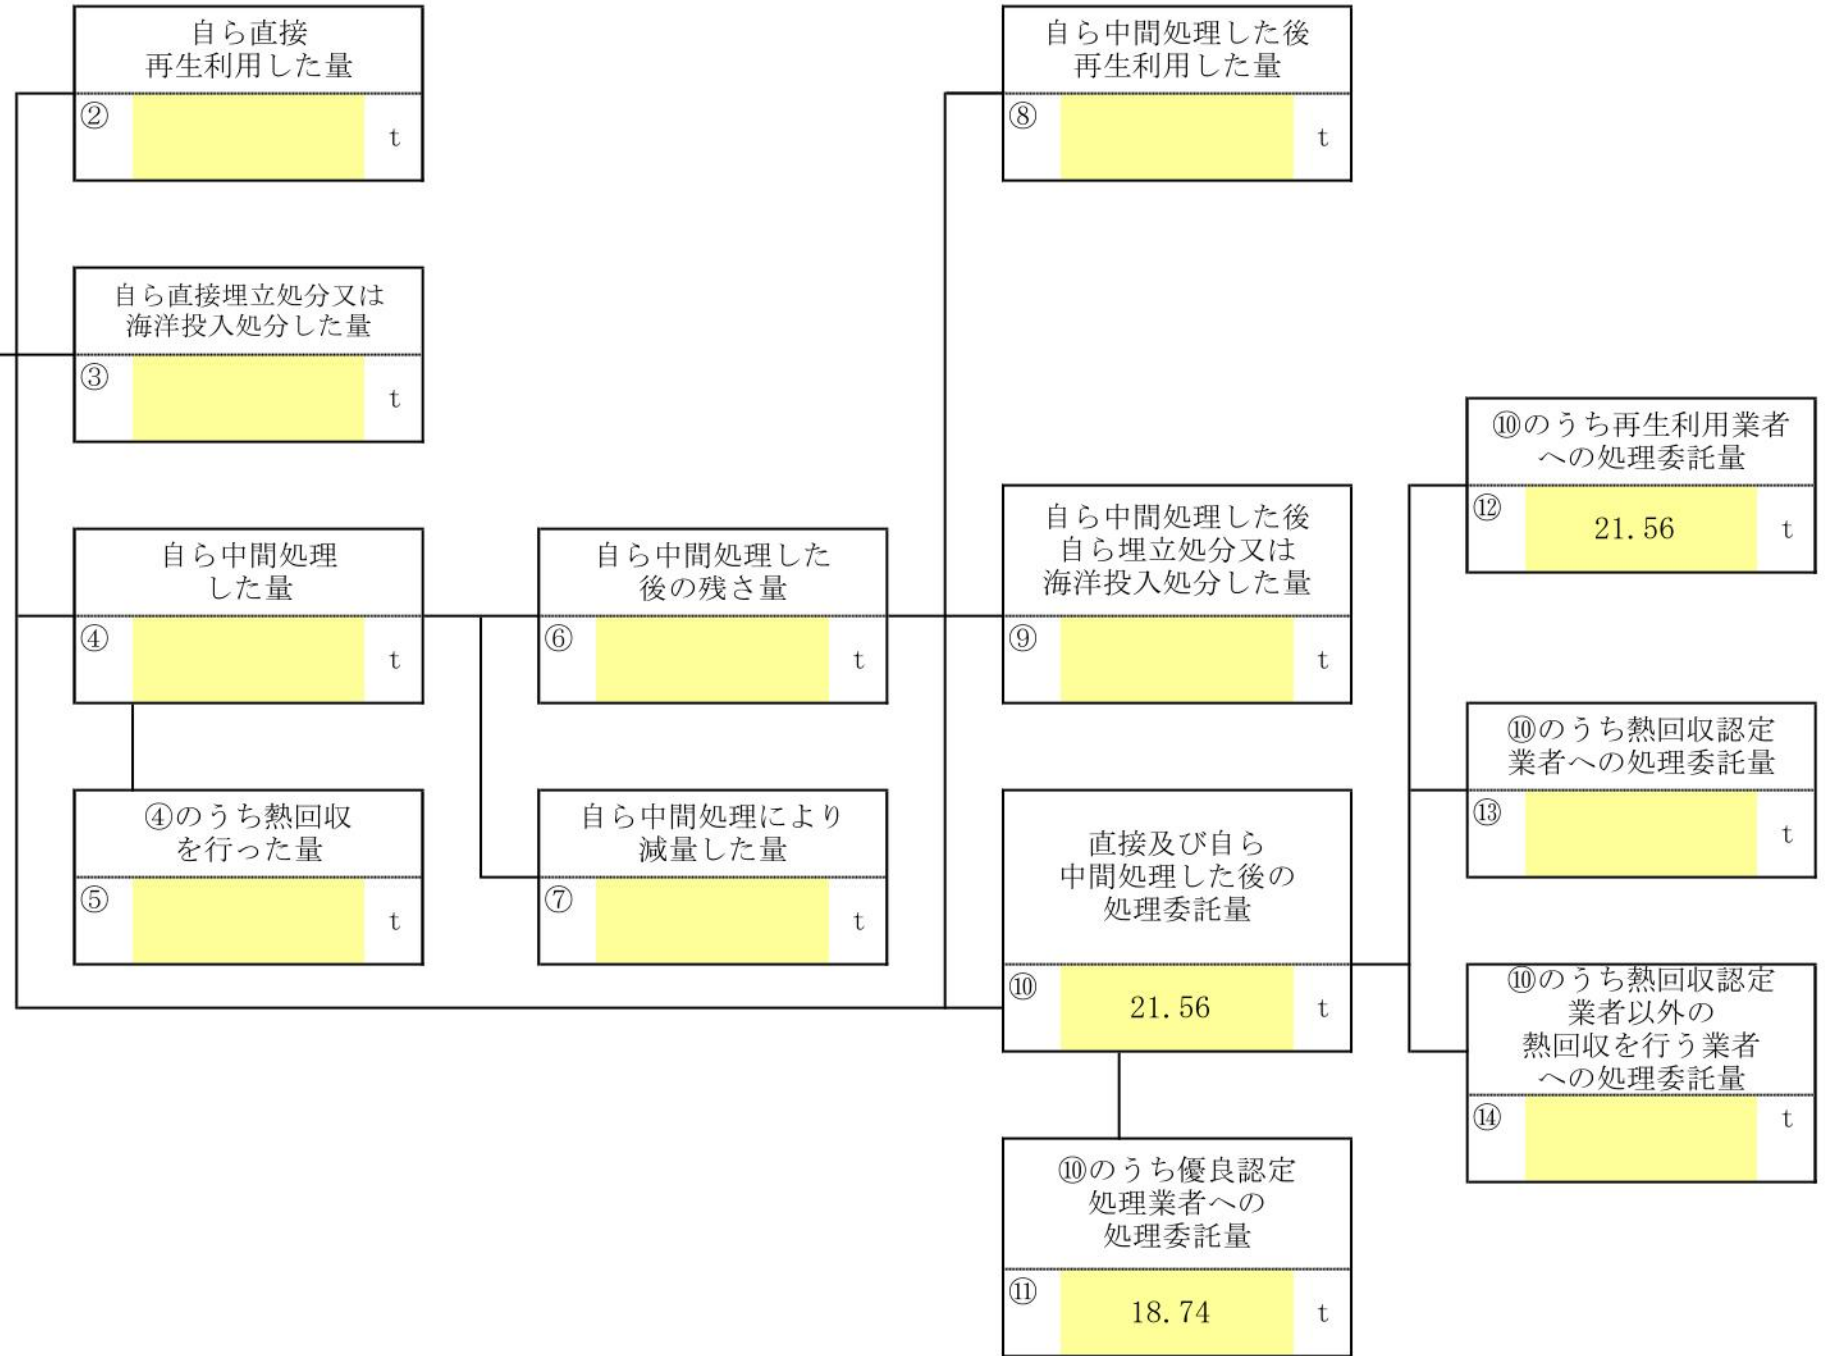 自ら直接
再生利用した量
②
t
自ら中間処理した後
再生利用した量
⑧
t
自ら直接埋立処分又は
海洋投入処分した量
③
t
⑩のうち再生利用業者
への処理委託量
⑫
21.56
t
自ら中間処理
した量
④
t
自ら中間処理した
後の残さ量
⑥
t
自ら中間処理した後
自ら埋立処分又は
海洋投入処分した量
⑨
t
⑩のうち熱回収認定
業者への処理委託量
⑬
t
④のうち熱回収
を行った量
⑤
t
自ら中間処理により
減量した量
⑦
t
直接及び自ら
中間処理した後の
処理委託量
⑩
21.56
t
⑩のうち熱回収認定
業者以外の
熱回収を行う業者
への処理委託量
⑭
t
⑩のうち優良認定
処理業者への
処理委託量
⑪
18.74
t